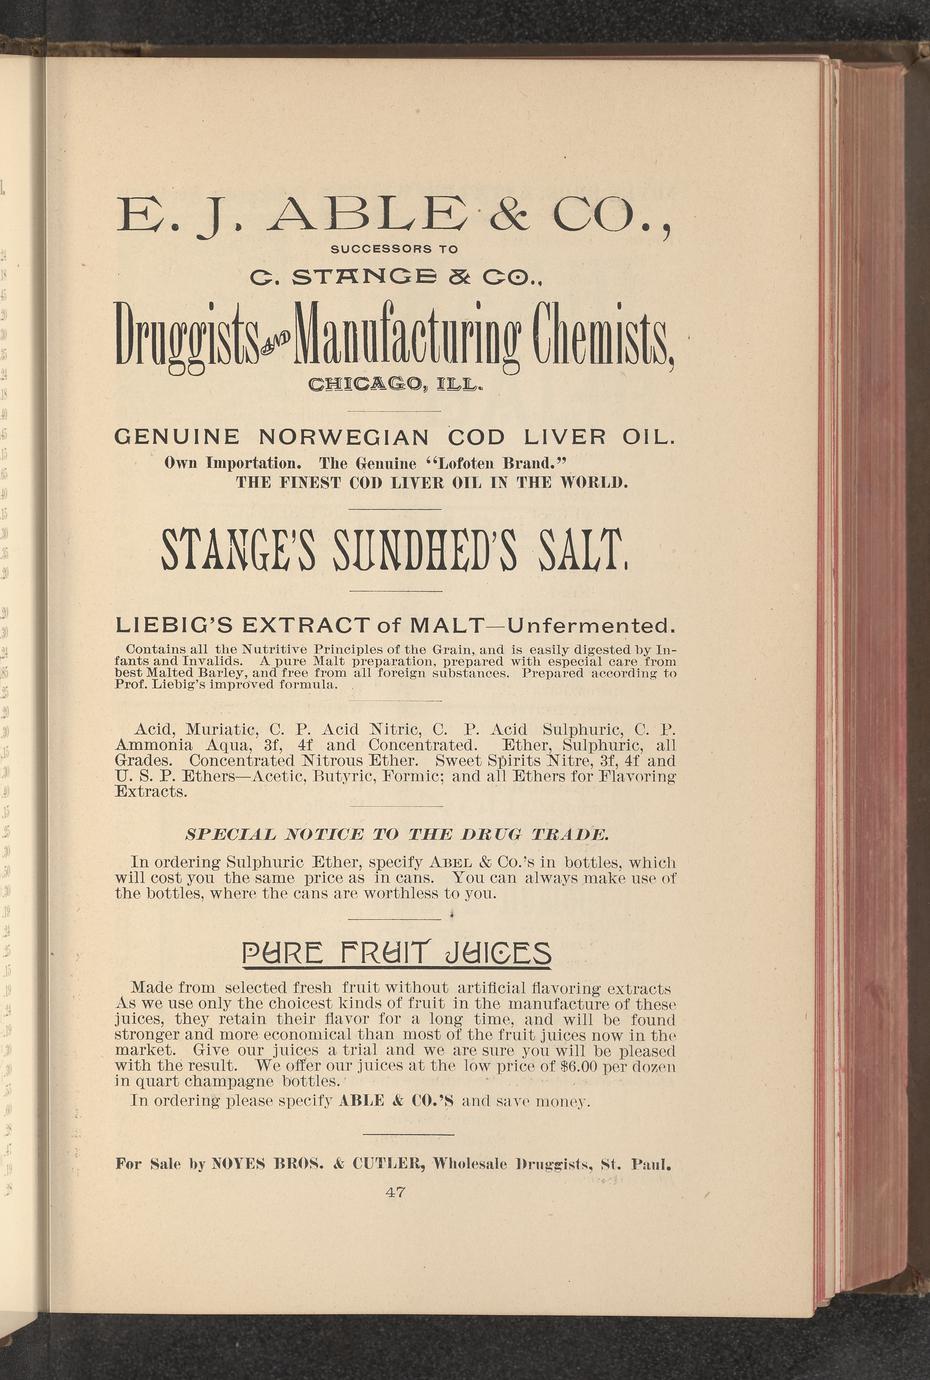 E. J. ABLE & CO.,
SUCCESSORS TO
C. STANGE & CO.,
Druggists AND Manufacturing Chemists,
CHICAGO, ILL.
GENUINE NORWEGIAN COD LIVER OIL.
Own Importation. The Genuine "Lofoten Brand."
THE FINEST COD LIVER OIL IN THE WORLD.
STANGE'S SUNDHED'S SALT.
LIEBIG'S EXTRACT of MALT—Unfermented.
Contains all the Nutritive Principles of the Grain, and is easily digested by In-
fants and Invalids. A pure Malt preparation, prepared with especial care from
best Malted Barley, and free from all foreign substances. Prepared according to
Prof. Liebig's improved formula.
Acid, Muriatic, C. P. Acid Nitric, C. P. Acid Sulphuric, C. P.
Ammonia Aqua, 3f, 4f and Concentrated. Ether, Sulphuric, all
Grades. Concentrated Nitrous Ether. Sweet Spirits Nitre, 3f, 4f and
U. S. P. Ethers—Acetic, Butyric, Formic; and all Ethers for Flavoring
Extracts.
SPECIAL NOTICE TO THE DRUG TRADE.
In ordering Sulphuric Ether, specify ABEL & CO.'s in bottles, which
will cost you the same price as in cans. You can always make use of
the bottles, where the cans are worthless to you.
PURE FRUIT JUICES
Made from selected fresh fruit without artificial flavoring extracts
As we use only the choicest kinds of fruit in the manufacture of these
juices, they retain their flavor for a long time, and will be found
stronger and more economical than most of the fruit juices now in the
market. Give our juices a trial and we are sure you will be pleased
with the result. We offer our juices at the low price of $6.00 per dozen
in quart champagne bottles.
In ordering please specify ABLE & CO.'S and save money.
For Sale by NOYES BROS. & CUTLER, Wholesale Druggists, St. Paul.
47